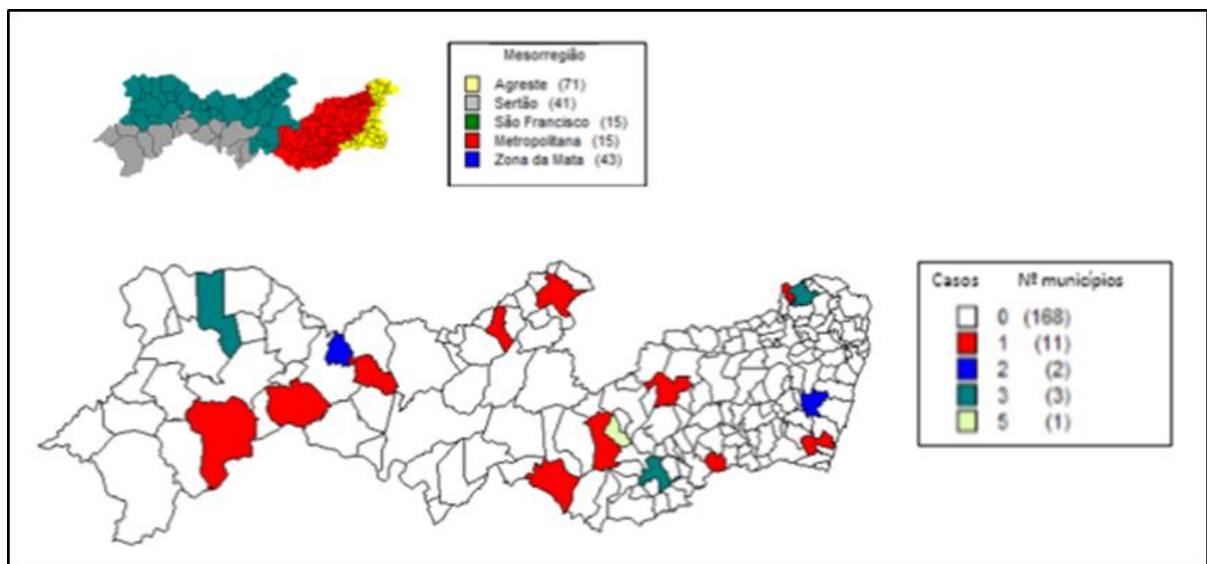 Mesorregião
Agreste (71)
Sertão (41)
São Francisco (15)
Metropolitana (15)
Zona da Mata (43)
Casos Nº municípios
0 (168)
1 (11)
2 (2)
3 (3)
5 (1)